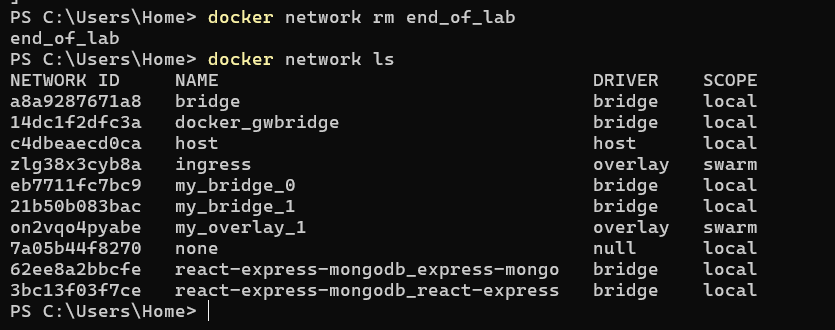 PS C:\Users\Home> docker network rm end_of_lab
end_of_lab
PS C:\Users\Home> docker network ls
NETWORK ID     NAME                                  DRIVER    SCOPE
a8a9287671a8   bridge                                bridge    local
14dc1f2dfc3a   docker_gwbridge                       bridge    local
c4dbeaecd0ca   host                                  host      local
zlg38x3cyb8a   ingress                               overlay   swarm
eb7711fc7bc9   my_bridge_0                           bridge    local
21b50b083bac   my_bridge_1                           bridge    local
on2vqo4pyabe   my_overlay_1                          overlay   swarm
7a05b44f8270   none                                  null      local
62ee8a2bbcfe   react-express-mongodb_express-mongo   bridge    local
3bc13f03f7ce   react-express-mongodb_react-express   bridge    local
PS C:\Users\Home>